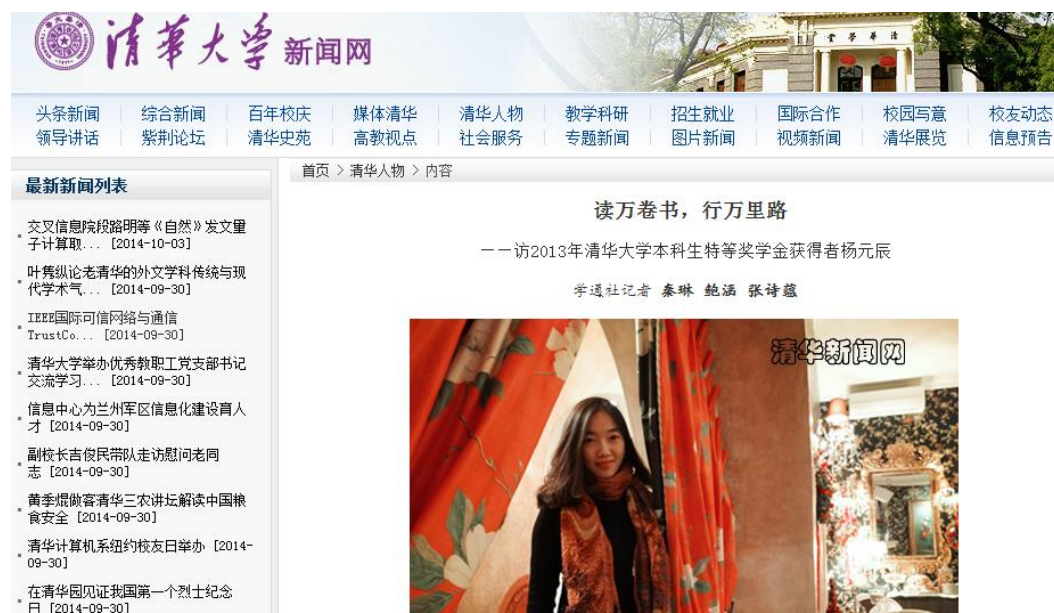 清华大学 新闻网
清华学堂
头条新闻 综合新闻 百年校庆 媒体清华 清华人物 教学科研 招生就业 国际合作 校园写意 校友动态
领导讲话 紫荆论坛 清华史苑 高教视点 社会服务 专题新闻 图片新闻 视频新闻 清华展览 信息预告
首页 > 清华人物 > 内容
最新新闻列表
交叉信息院段路明等《自然》发文量
子计算取... [2014-10-03]
叶隽纵论老清华的外文学科传统与现
代学术气... [2014-09-30]
IEEE国际可信网络与通信
TrustCo... [2014-09-30]
清华大学举办优秀教职工党支部书记
交流学习... [2014-09-30]
信息中心为兰州军区信息化建设育人
才 [2014-09-30]
副校长吉俊民带队走访慰问老同
志 [2014-09-30]
黄季焜做客清华三农讲坛解读中国粮
食安全 [2014-09-30]
清华计算机系纽约校友日举办 [2014-
09-30]
在清华园见证我国第一个烈士纪念
日 [2014-09-30]
读万卷书，行万里路
——访2013年清华大学本科生特等奖学金获得者杨元辰
学通社记者 秦琳 鲍涵 张诗蕴
清华新闻网